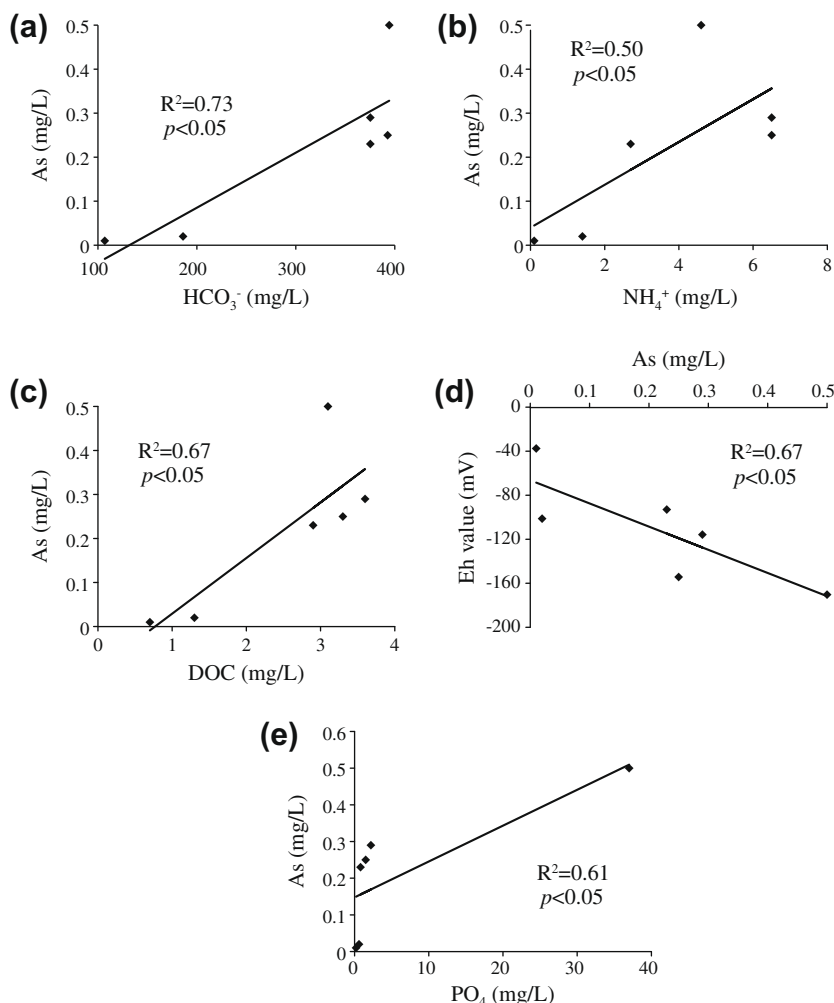 (a)
0.5
0.4
0.3
0.2
0.1
0
As (mg/L)
R²=0.73
p<0.05
100
200
300
400
HCO₃⁻ (mg/L)
(b)
0.5
0.4
0.3
0.2
0.1
0
As (mg/L)
R²=0.50
p<0.05
0
2
4
6
8
NH₄⁺ (mg/L)
(c)
0.5
0.4
0.3
0.2
0.1
0
As (mg/L)
R²=0.67
p<0.05
0
1
2
3
4
DOC (mg/L)
(d)
As (mg/L)
0
0.1
0.2
0.3
0.4
0.5
0
-40
-80
-120
-160
-200
Eh value (mV)
R²=0.67
p<0.05
(e)
0.6
0.5
0.4
0.3
0.2
0.1
0
As (mg/L)
R²=0.61
p<0.05
0
10
20
30
40
PO₄ (mg/L)